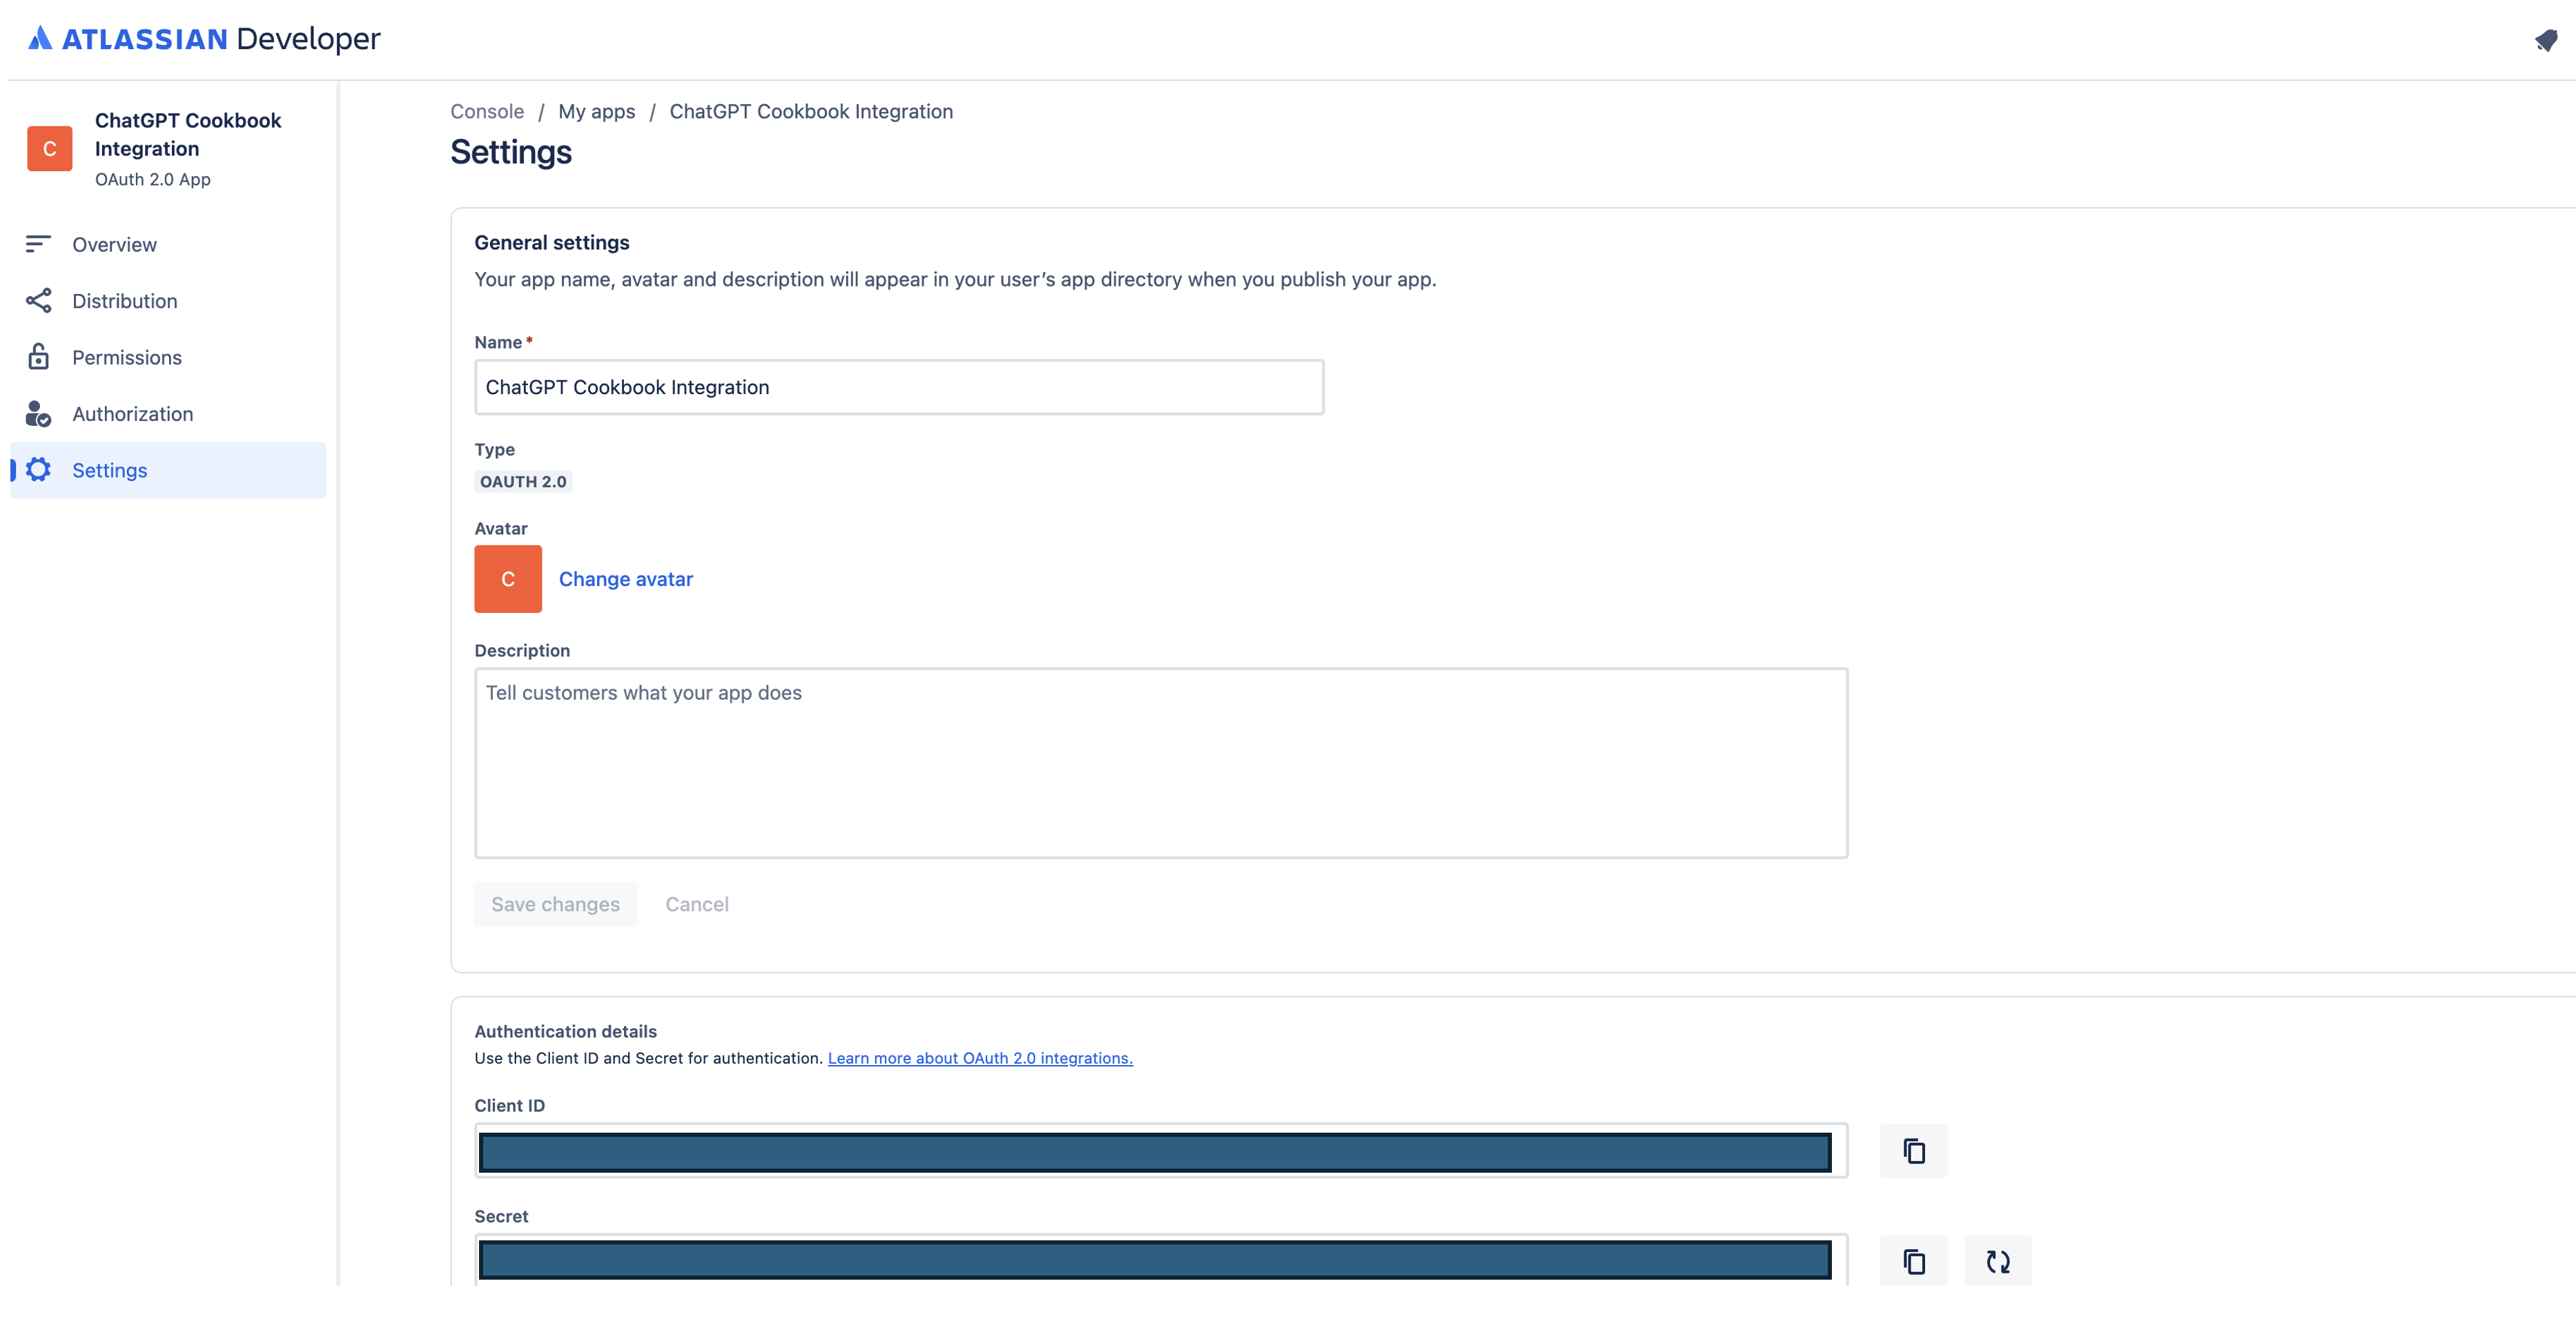 ATLASSIAN Developer
ChatGPT Cookbook
Integration
C
OAuth 2.0 App
Overview
Distribution
Permissions
Authorization
Settings
Console / My apps / ChatGPT Cookbook Integration
Settings
General settings
Your app name, avatar and description will appear in your user’s app directory when you publish your app.
Name *
ChatGPT Cookbook Integration
Type
OAUTH 2.0
Avatar
C
Change avatar
Description
Tell customers what your app does
Save changes Cancel
Authentication details
Use the Client ID and Secret for authentication. Learn more about OAuth 2.0 integrations.
Client ID
Secret